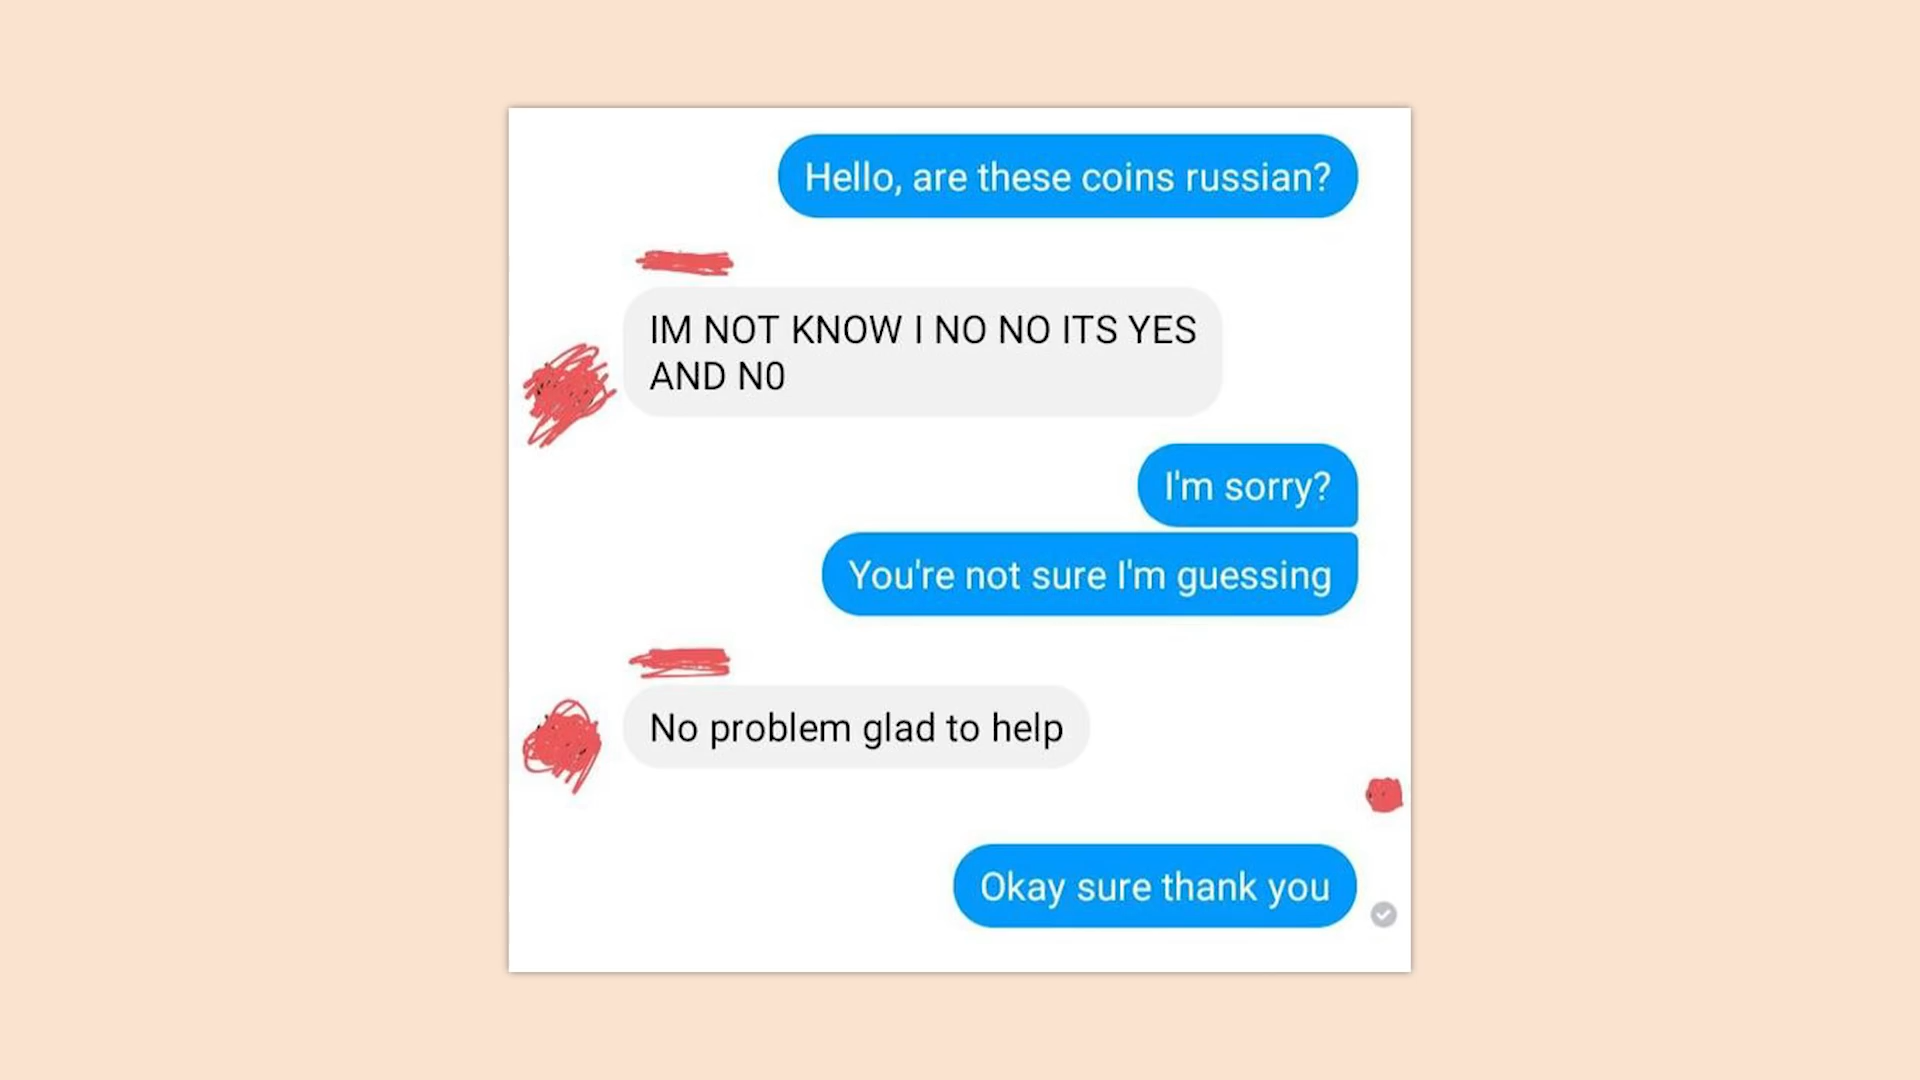 Hello, are these coins russian?
IM NOT KNOW I NO NO ITS YES
AND N0
I'm sorry?
You're not sure I'm guessing
No problem glad to help
Okay sure thank you